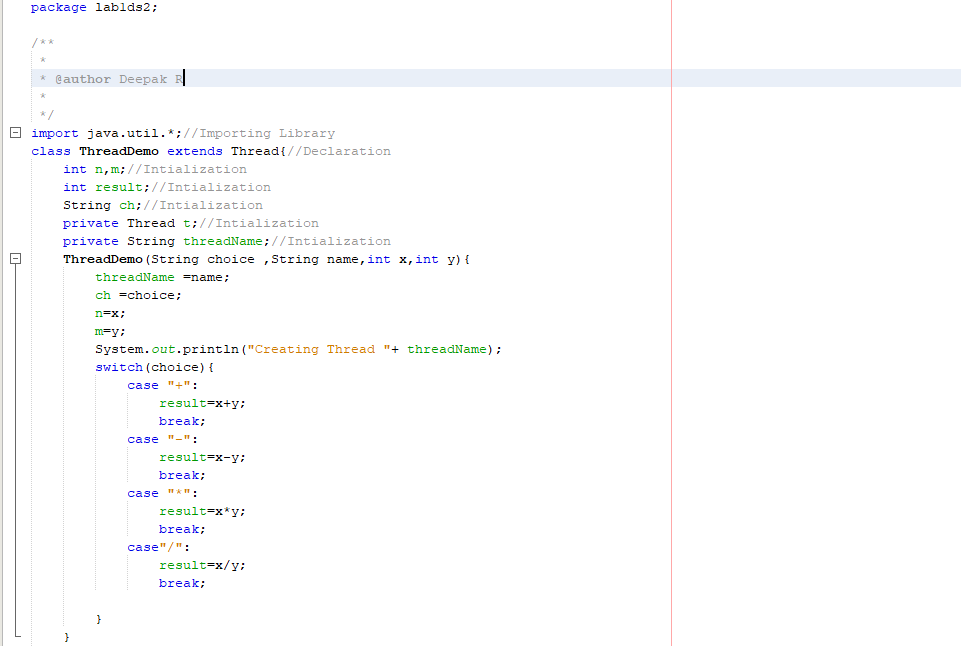 package lab1ds2;
/**
 *
 * @author Deepak R
 *
 */
import java.util.*;//Importing Library
class ThreadDemo extends Thread{//Declaration
    int n,m;//Intialization
    int result;//Intialization
    String ch;//Intialization
    private Thread t;//Intialization
    private String threadName;//Intialization
    ThreadDemo(String choice ,String name,int x,int y){
        threadName =name;
        ch =choice;
        n=x;
        m=y;
        System.out.println("Creating Thread "+ threadName);
        switch(choice){
            case "+":
                result=x+y;
                break;
            case "-":
                result=x-y;
                break;
            case "*":
                result=x*y;
                break;
            case"/":
                result=x/y;
                break;
        }
    }